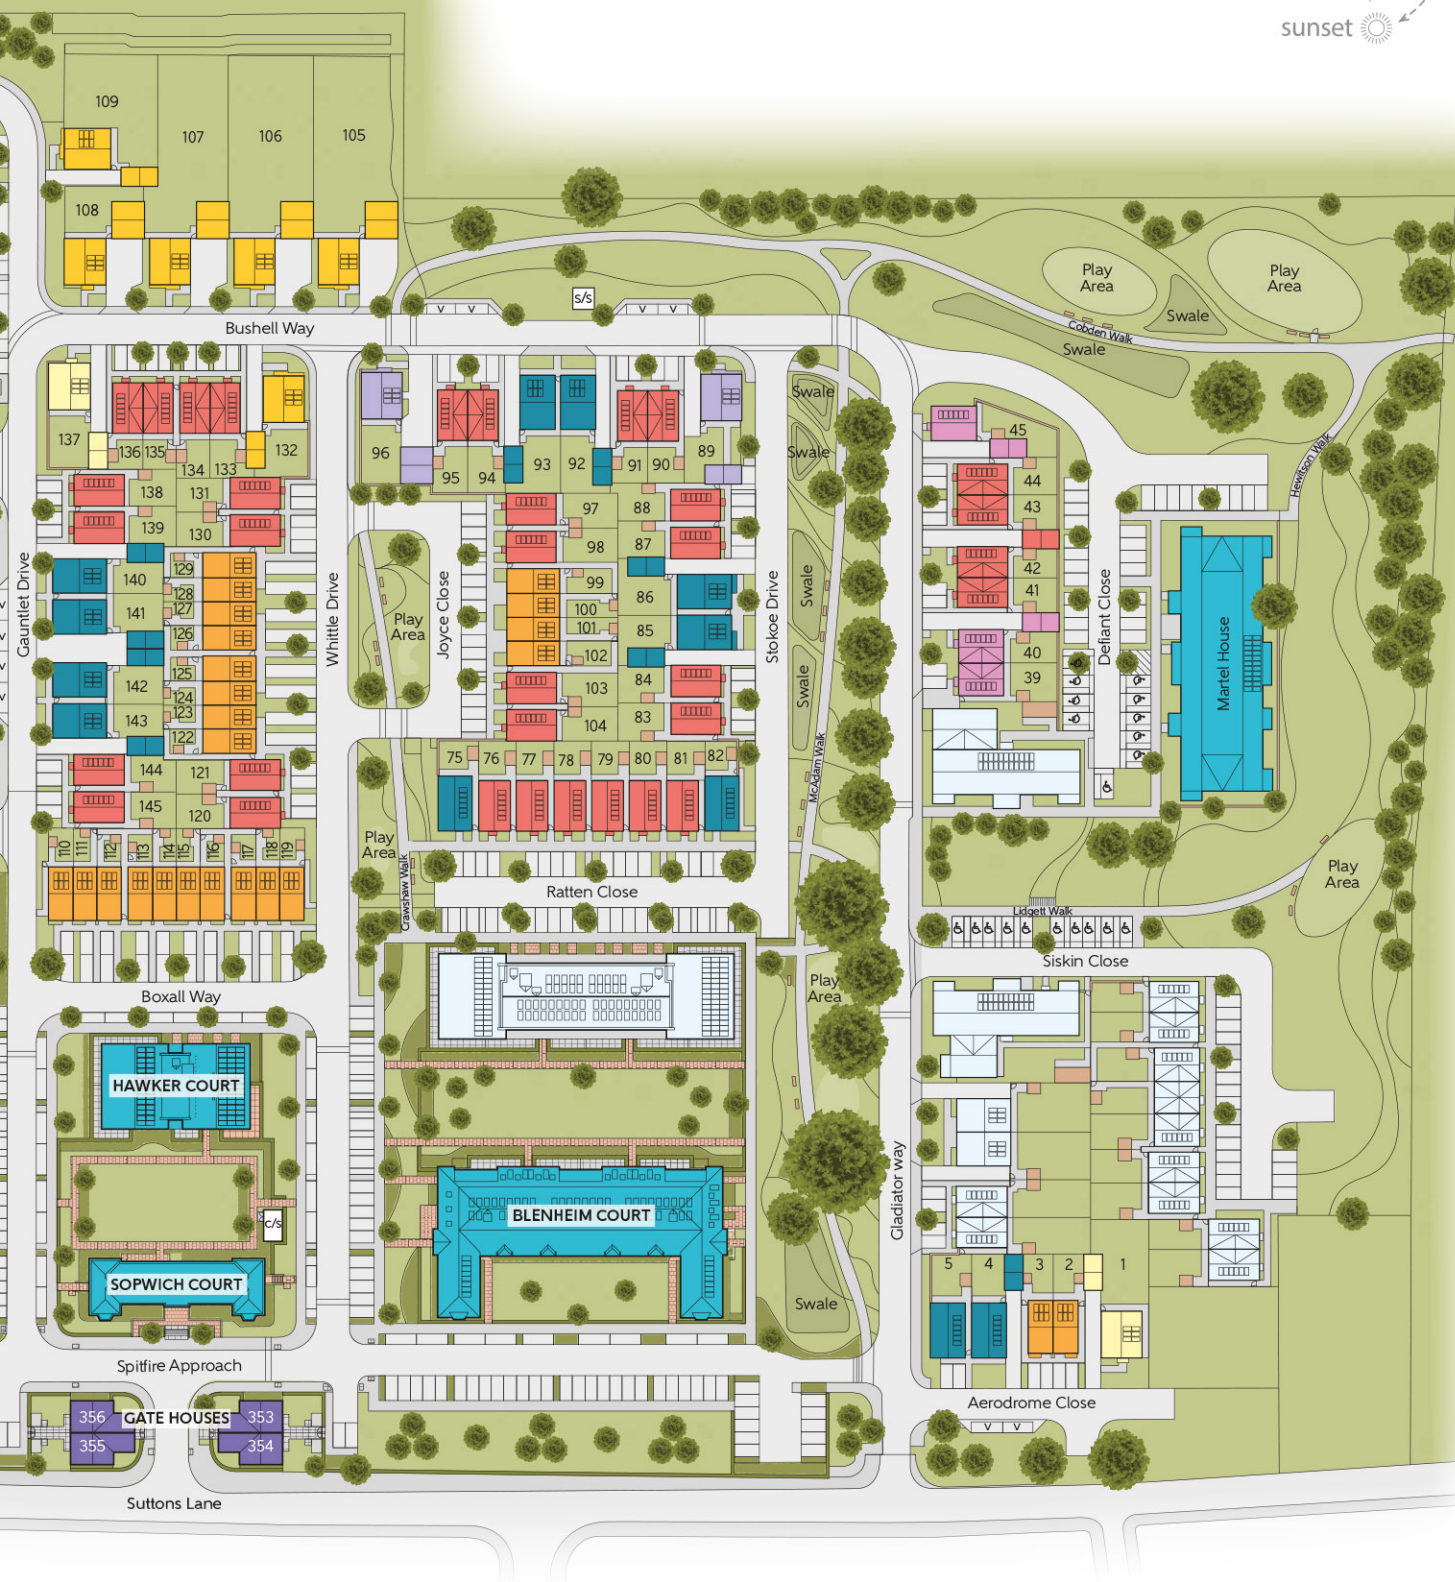 sunset
109
107
106
105
108
s/s
V V
V V
Bushell Way
Play
Area
Play
Area
Swale
Cobden Walk
Swale
Swale
Swale
137
136
135
134
133
132
96
95
94
93
92
91
90
89
45
Hewitson Walk
138
131
139
130
97
88
98
87
44
43
Gauntlet Drive
140
129
128
141
127
126
Whittle Drive
Play
Area
Joyce Close
99
86
100
101
85
102
Stokoe Drive
Swale
42
41
Defiant Close
40
39
Martel House
142
125
124
143
123
122
103
84
104
83
Swale
McAdam Walk
144
121
145
120
75
76
77
78
79
80
81
82
110
111
112
113
114
115
116
117
118
119
Play
Area
Crawshaw Walk
Ratten Close
Play
Area
Lidgett Walk
Siskin Close
Boxall Way
Play
Area
HAWKER COURT
Gladiator way
BLENHEIM COURT
c/s
SOPWICH COURT
5
4
3
2
1
Swale
Spitfire Approach
Aerodrome Close
V V
356
GATE HOUSES
353
355
354
Suttons Lane